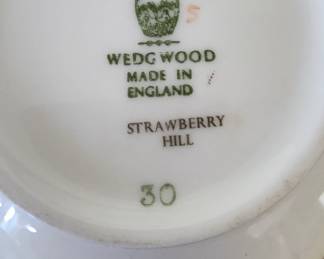 S
WEDGWOOD
MADE IN
ENGLAND
STRAWBERRY
HILL
30